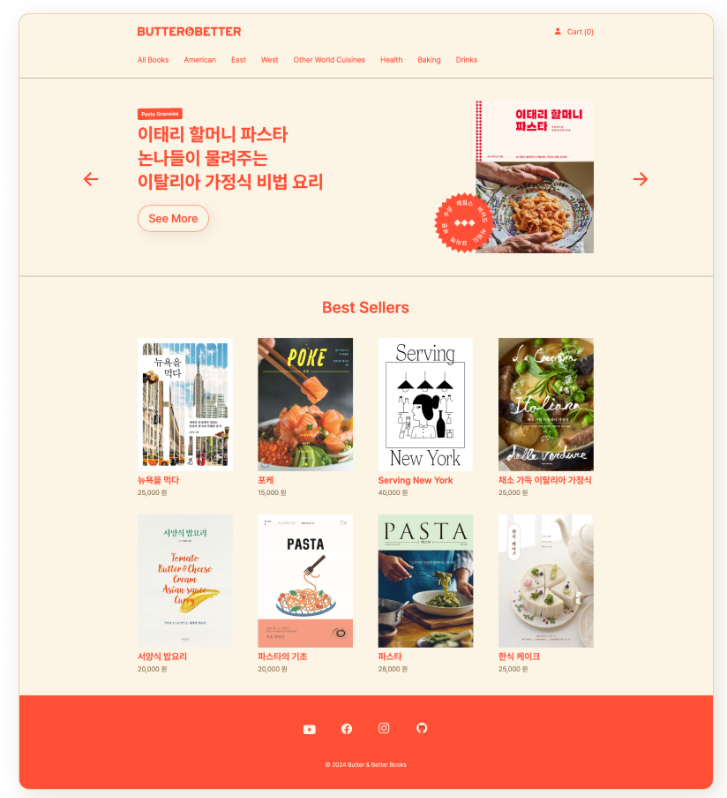 BUTTER&BETTER
Cart (0)
All Books American East West Other World Cuisines Health Baking Drinks
Pasta Grannies
이태리 할머니 파스타
논나들이 물려주는
이탈리아 가정식 비법 요리
See More
이태리 할머니
파스타
Best Sellers
뉴욕을
먹다
POKE
포케
Serving
New York
La Cucina
Italiana
delle verdure
뉴욕을 먹다
25,000 원
포케
15,000 원
Serving New York
40,000 원
채소 가득 이탈리아 가정식
25,000 원
서양식 밥요리
Tomato
Butter&Cheese
Cream
Asian sauce
Curry
PASTA
PASTA
파스타
한식 케이크
서양식 밥요리
20,000 원
파스타의 기초
20,000 원
파스타
28,000 원
한식 케이크
25,000 원
© 2024 Butter & Better Books